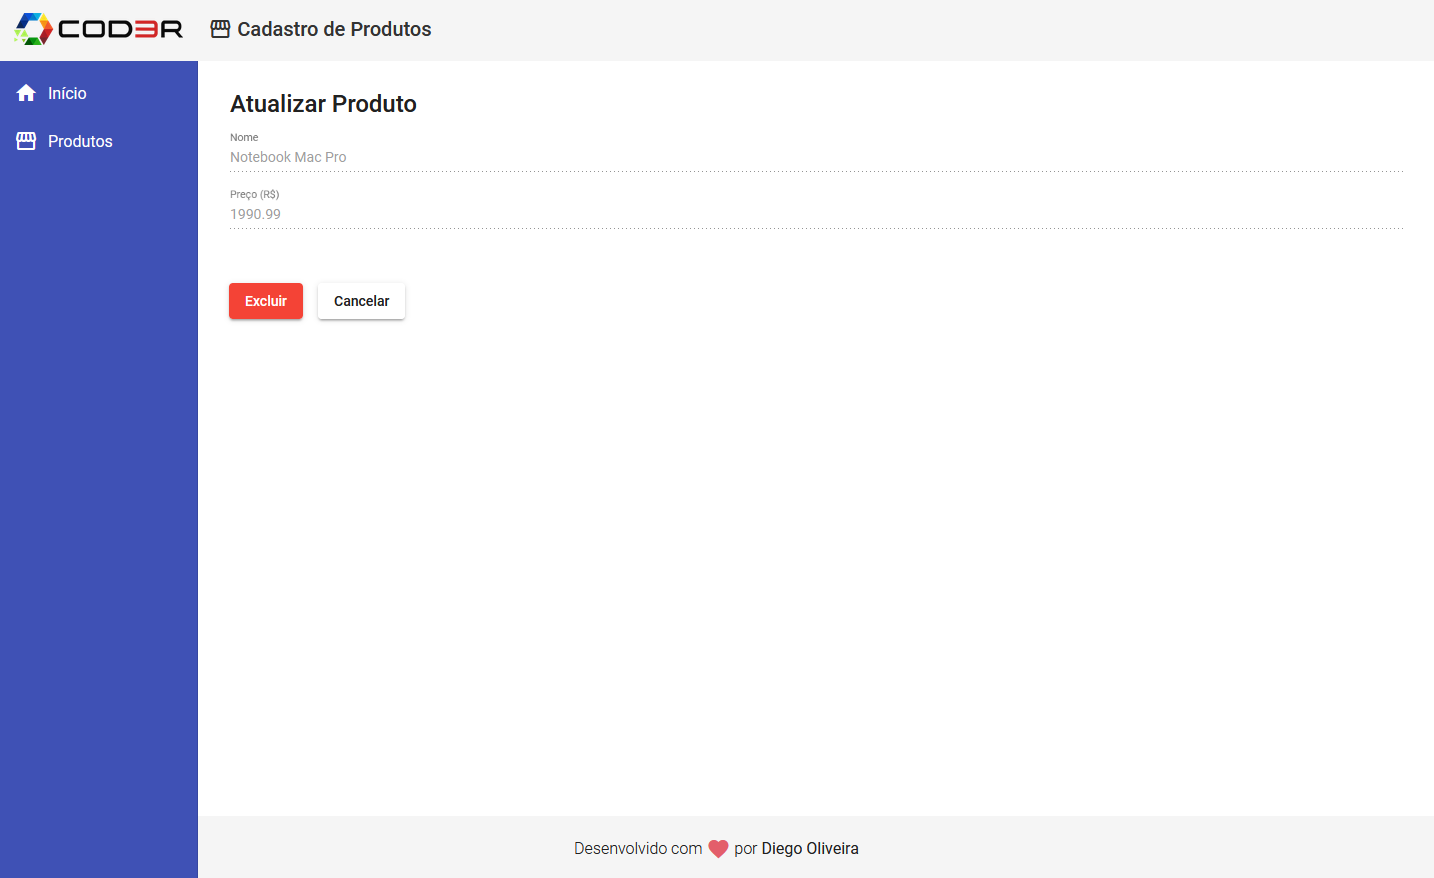 COD3R
Cadastro de Produtos
Início
Produtos
Atualizar Produto
Nome
Notebook Mac Pro
Preço (R$)
1990.99
Excluir
Cancelar
Desenvolvido com por Diego Oliveira